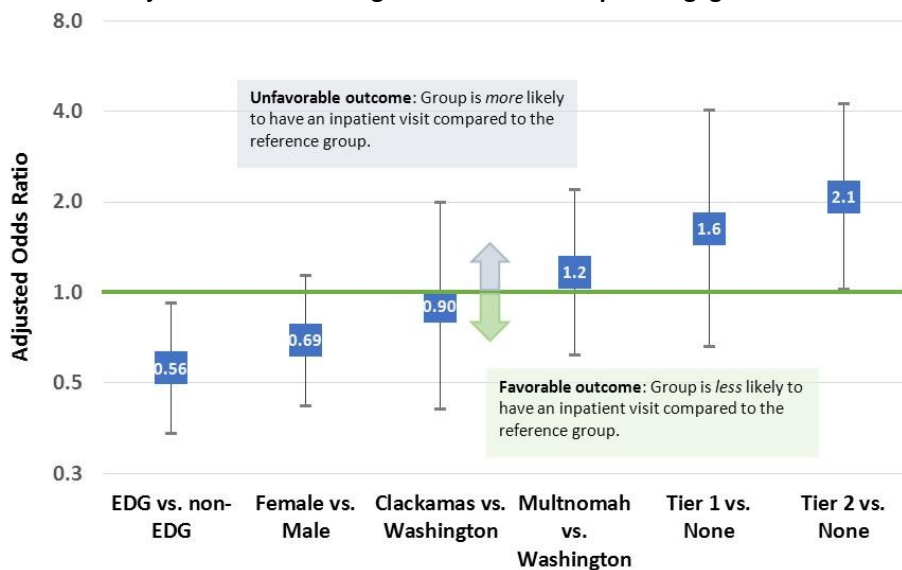 8.0
Unfavorable outcome: Group is more likely
to have an inpatient visit compared to the
reference group.
4.0
2.0
1.0
0.5
0.3
Adjusted Odds Ratio
0.56
0.69
0.90
1.2
1.6
2.1
Favorable outcome: Group is less likely to
have an inpatient visit compared to the
reference group.
EDG vs. non-
EDG
Female vs.
Male
Clackamas vs.
Washington
Multnomah
vs.
Washington
Tier 1 vs.
None
Tier 2 vs.
None